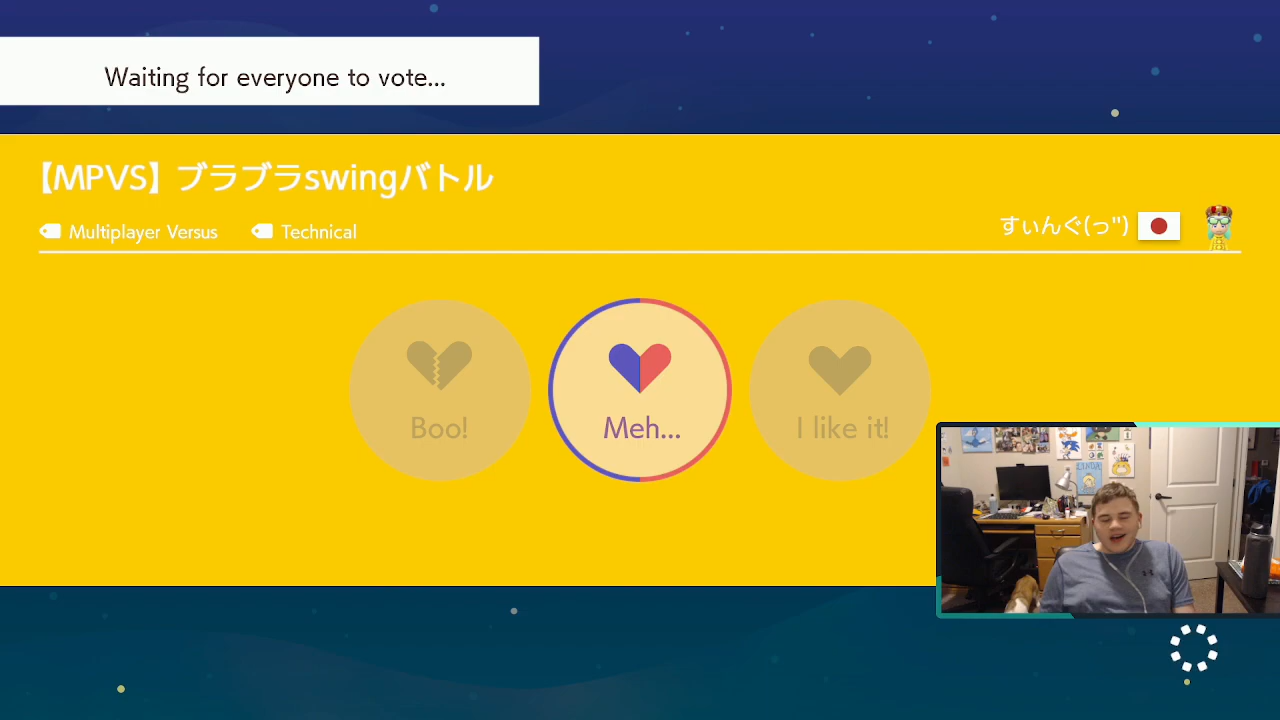 Waiting for everyone to vote...
【MPVS】ブラブラswingバトル
Multiplayer Versus Technical
すぃんぐ(っ")
Boo! Meh... I like it!